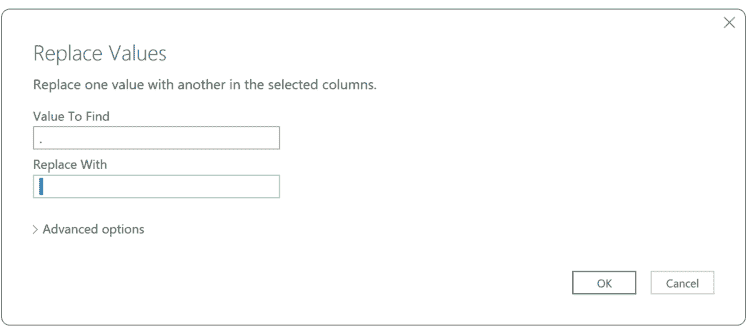 Replace Values
Replace one value with another in the selected columns.
Value To Find
.
Replace With
Advanced options
OK
Cancel